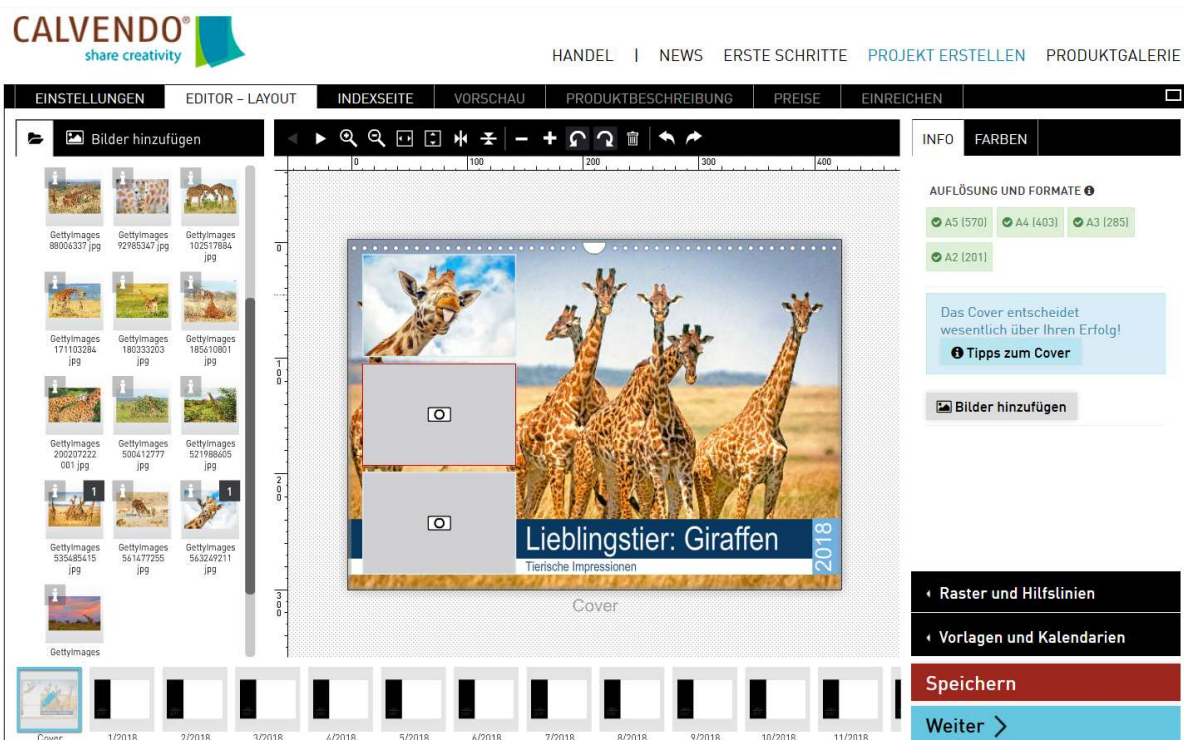 CALVENDO®
share creativity
HANDEL | NEWS ERSTE SCHRITTE PROJEKT ERSTELLEN PRODUKTGALERIE
EINSTELLUNGEN EDITOR – LAYOUT INDEXSEITE VORSCHAU PRODUKTBESCHREIBUNG PREISE EINREICHEN
Bilder hinzufügen
INFO FARBEN
0 100 200 300 400
AUFLÖSUNG UND FORMATE
A5 (570) A4 (403) A3 (285)
A2 (201)
GettyImages GettyImages GettyImages
88006337 jpg 92985347 jpg 102517884
jpg
GettyImages GettyImages GettyImages
171103284 180333203 185610801
jpg jpg jpg
GettyImages GettyImages GettyImages
200207222 500412777 521988605
001 jpg jpg jpg
1 1
GettyImages GettyImages GettyImages
535485415 561477255 563249211
jpg jpg jpg
GettyImages
0
100
200
300
Lieblingstier: Giraffen
Tierische Impressionen
2018
Cover
Das Cover entscheidet
wesentlich über Ihren Erfolg!
Tipps zum Cover
Bilder hinzufügen
Raster und Hilfslinien
Vorlagen und Kalendarien
Speichern
Weiter
Cover 1/2018 2/2018 3/2018 4/2018 5/2018 6/2018 7/2018 8/2018 9/2018 10/2018 11/2018